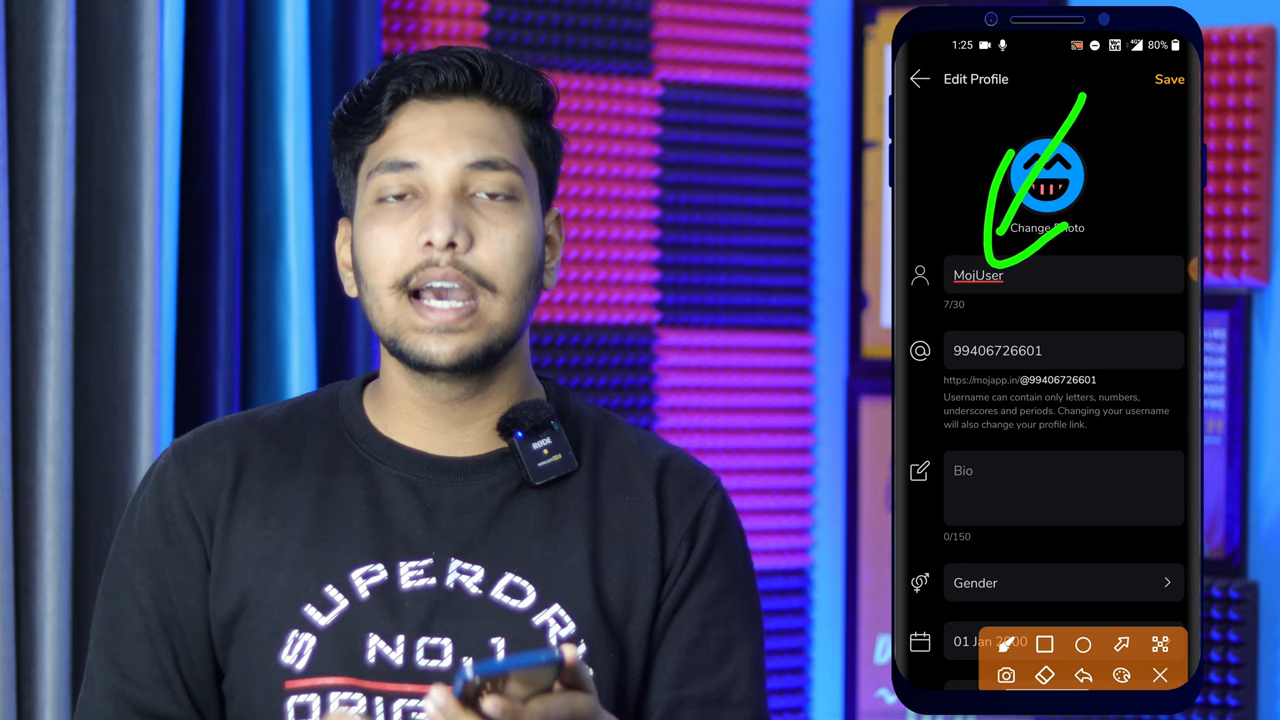 SUPERDRY
NO.1
RODE
1:25
80%
Edit Profile
Save
Change Photo
MojUser
7/30
99406726601
https://mojapp.in/@99406726601
Username can contain only letters, numbers,
underscores and periods. Changing your username
will also change your profile link.
Bio
0/150
Gender
01 Jan 2000